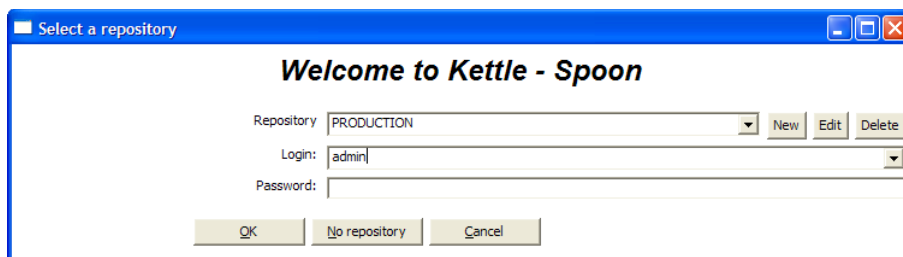 Select a repository
Welcome to Kettle - Spoon
Repository PRODUCTION New Edit Delete
Login: admin
Password:
OK No repository Cancel